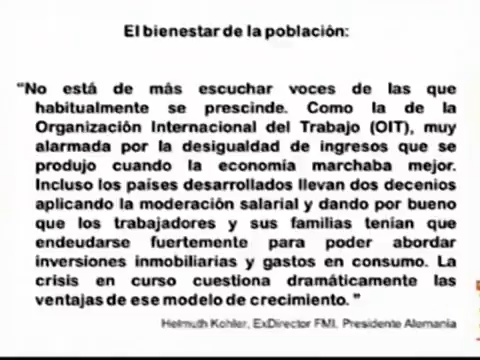 El bienestar de la población:
"No está de más escuchar voces de las que
habitualmente se prescinde. Como la de la
Organización Internacional del Trabajo (OIT), muy
alarmada por la desigualdad de ingresos que se
produjo cuando la economía marchaba mejor.
Incluso los países desarrollados llevan dos decenios
aplicando la moderación salarial y dando por bueno
que los trabajadores y sus familias tenían que
endeudarse fuertemente para poder abordar
inversiones inmobiliarias y gastos en consumo. La
crisis en curso cuestiona dramáticamente las
ventajas de ese modelo de crecimiento."
Helmuth Kohler, ExDirector FMI, Presidente Alemania